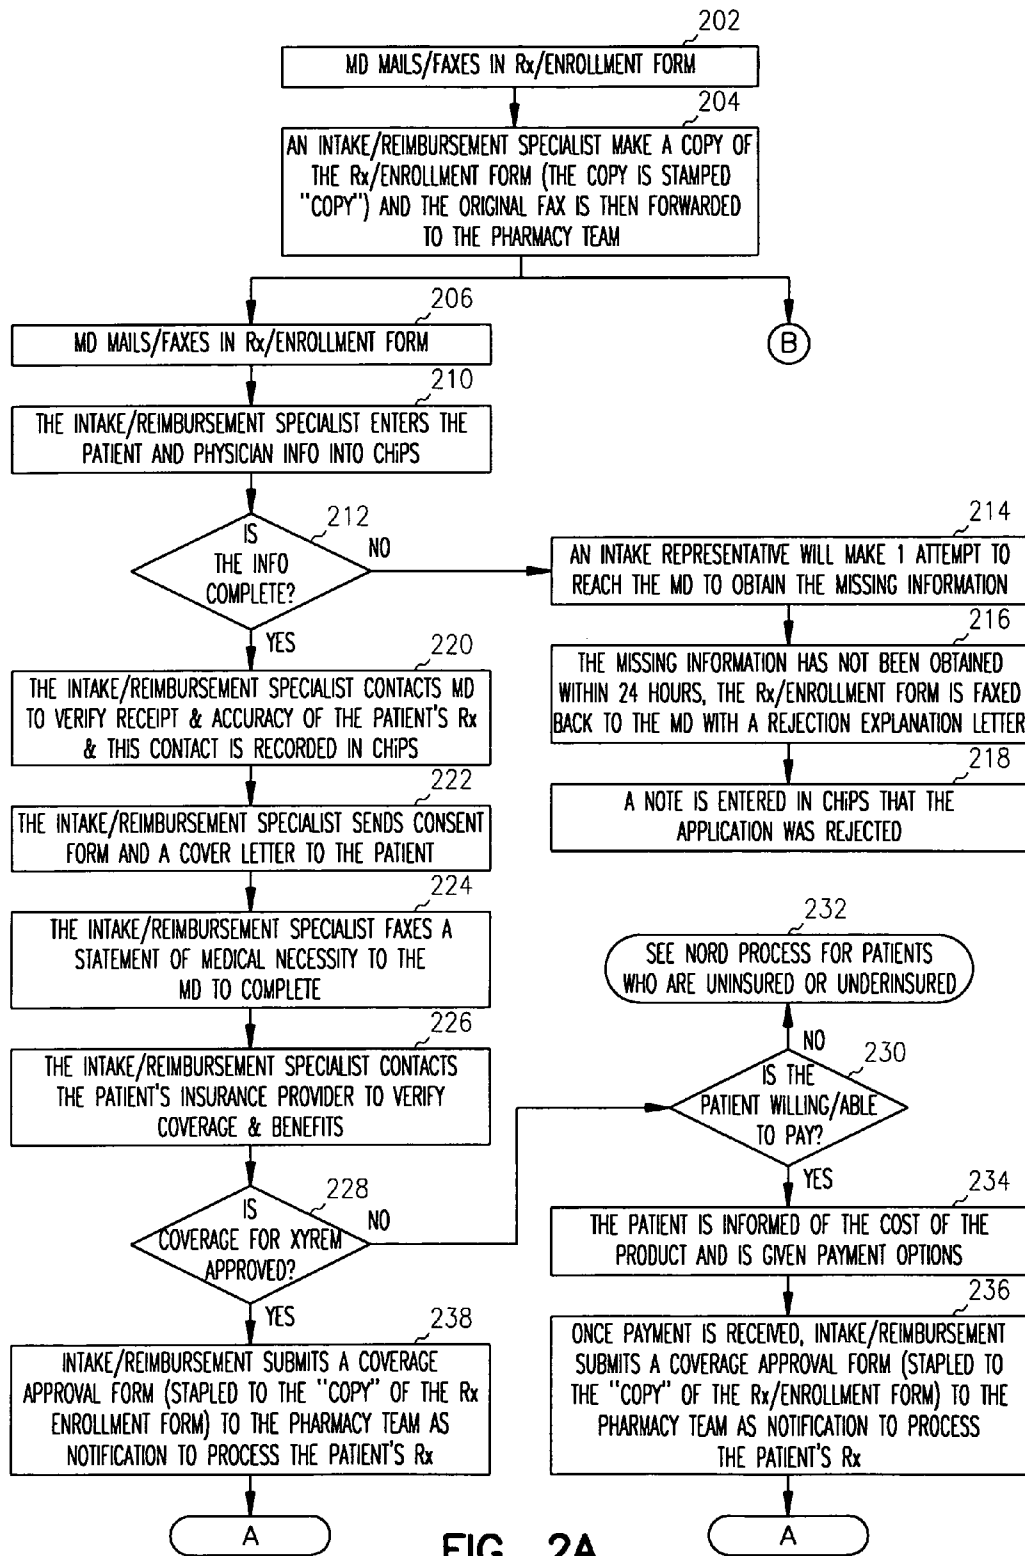 202
MD MAILS/FAXES IN Rx/ENROLLMENT FORM
204
AN INTAKE/REIMBURSEMENT SPECIALIST MAKE A COPY OF
THE Rx/ENROLLMENT FORM (THE COPY IS STAMPED
"COPY") AND THE ORIGINAL FAX IS THEN FORWARDED
TO THE PHARMACY TEAM
206
MD MAILS/FAXES IN Rx/ENROLLMENT FORM
B
210
THE INTAKE/REIMBURSEMENT SPECIALIST ENTERS THE
PATIENT AND PHYSICIAN INFO INTO CHiPS
212
IS
THE INFO
COMPLETE?
NO
YES
214
AN INTAKE REPRESENTATIVE WILL MAKE 1 ATTEMPT TO
REACH THE MD TO OBTAIN THE MISSING INFORMATION
216
THE MISSING INFORMATION HAS NOT BEEN OBTAINED
WITHIN 24 HOURS, THE Rx/ENROLLMENT FORM IS FAXED
BACK TO THE MD WITH A REJECTION EXPLANATION LETTER
218
A NOTE IS ENTERED IN CHiPS THAT THE
APPLICATION WAS REJECTED
220
THE INTAKE/REIMBURSEMENT SPECIALIST CONTACTS MD
TO VERIFY RECEIPT & ACCURACY OF THE PATIENT'S Rx
& THIS CONTACT IS RECORDED IN CHiPS
222
THE INTAKE/REIMBURSEMENT SPECIALIST SENDS CONSENT
FORM AND A COVER LETTER TO THE PATIENT
224
THE INTAKE/REIMBURSEMENT SPECIALIST FAXES A
STATEMENT OF MEDICAL NECESSITY TO THE
MD TO COMPLETE
226
THE INTAKE/REIMBURSEMENT SPECIALIST CONTACTS
THE PATIENT'S INSURANCE PROVIDER TO VERIFY
COVERAGE & BENEFITS
228
IS
COVERAGE FOR XYREM
APPROVED?
NO
YES
232
SEE NORD PROCESS FOR PATIENTS
WHO ARE UNINSURED OR UNDERINSURED
NO
230
IS THE
PATIENT WILLING/ABLE
TO PAY?
YES
234
THE PATIENT IS INFORMED OF THE COST OF THE
PRODUCT AND IS GIVEN PAYMENT OPTIONS
236
ONCE PAYMENT IS RECEIVED, INTAKE/REIMBURSEMENT
SUBMITS A COVERAGE APPROVAL FORM (STAPLED TO
THE "COPY" OF THE Rx/ENROLLMENT FORM) TO THE
PHARMACY TEAM AS NOTIFICATION TO PROCESS
THE PATIENT'S Rx
238
INTAKE/REIMBURSEMENT SUBMITS A COVERAGE
APPROVAL FORM (STAPLED TO THE "COPY" OF THE Rx
ENROLLMENT FORM) TO THE PHARMACY TEAM AS
NOTIFICATION TO PROCESS THE PATIENT'S Rx
A
A
FIG. 2A